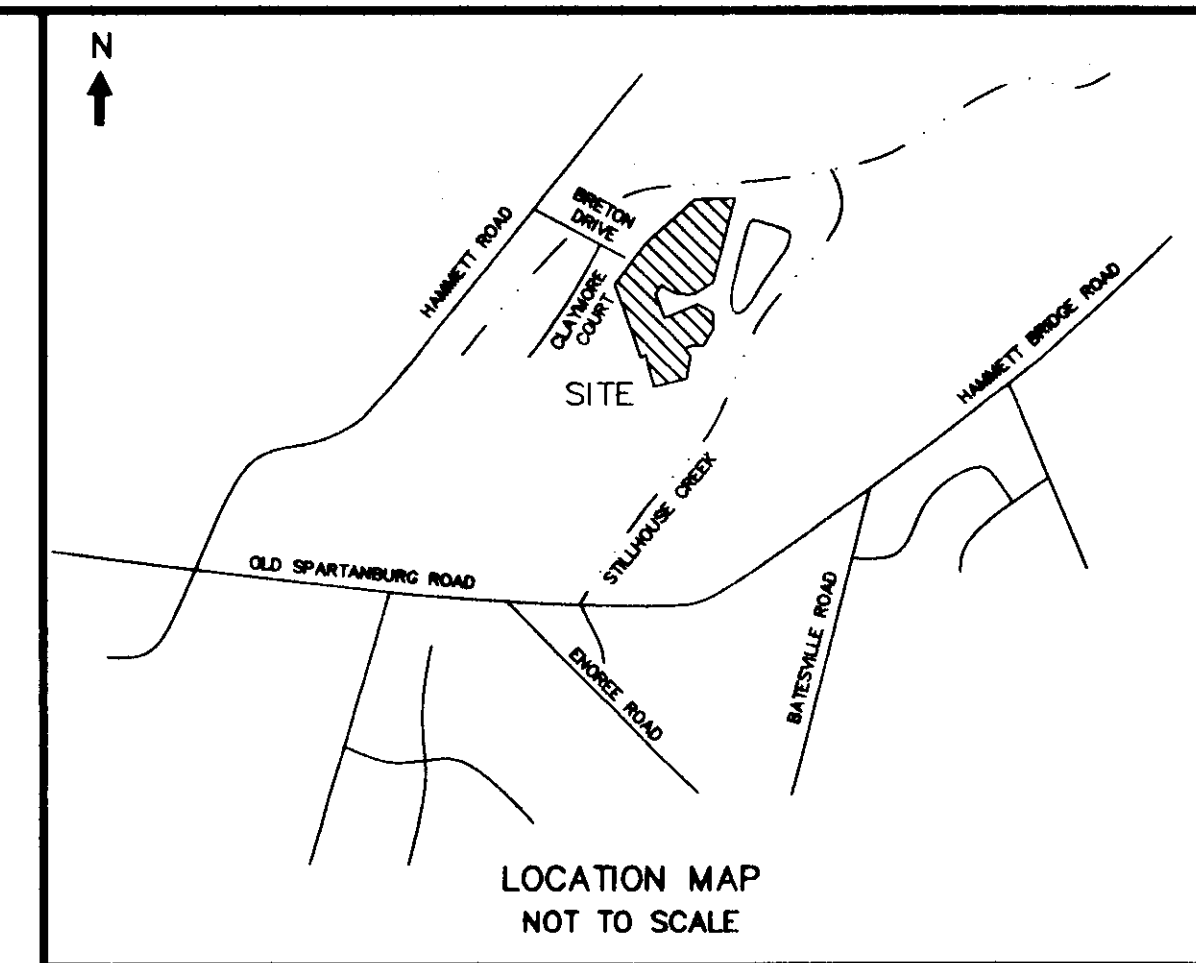 N
BRETON
DRIVE
HAMMETT ROAD
CLAYMORE
COURT
HAMMETT BRIDGE ROAD
SITE
STILLHOUSE CREEK
OLD SPARTANBURG ROAD
BATESVILLE ROAD
ENOREE ROAD
LOCATION MAP
NOT TO SCALE